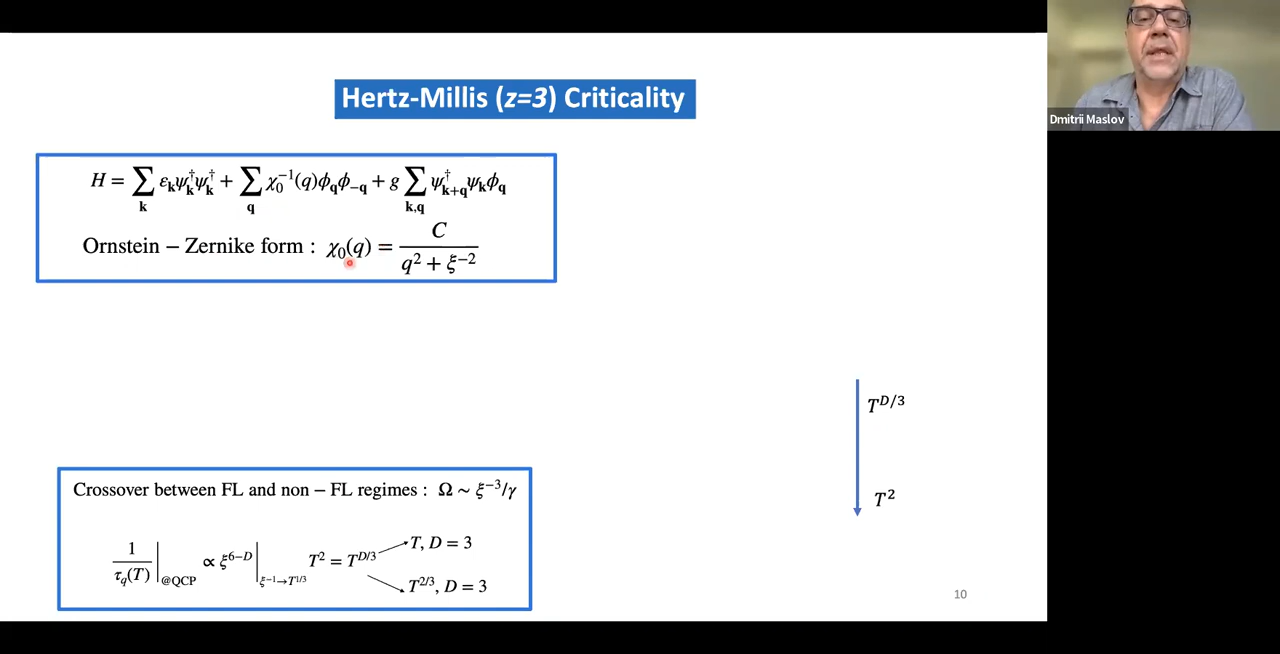 Hertz-Millis (z=3) Criticality
Dmitrii Maslov
H = ∑_k ε_k ψ_k^† ψ_k^† + ∑_q χ_0^{-1}(q) ϕ_q ϕ_{-q} + g ∑_{k,q} ψ_{k+q}^† ψ_k ϕ_q
Ornstein – Zernike form : χ_0(q) = C / (q^2 + ξ^{-2})
T^{D/3}
T^2
Crossover between FL and non – FL regimes : Ω ~ ξ^{-3}/γ
1/τ_q(T) |_{@QCP} ∝ ξ^{6-D} |_{ξ^{-1}→T^{1/3}} T^2 = T^{D/3}
T, D = 3
T^{2/3}, D = 3
10